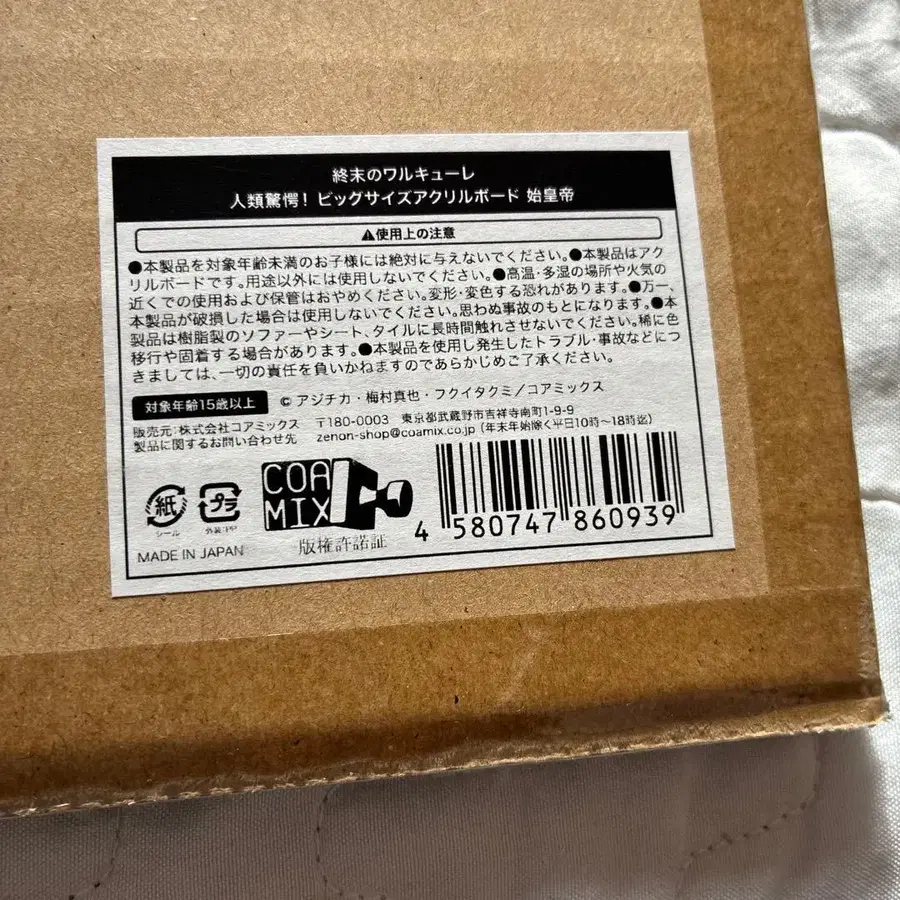 終末のワルキューレ
人類驚愕！ビッグサイズアクリルボード 始皇帝
⚠使用上の注意
●本製品を対象年齢未満のお子様には絶対に与えないでください。●本製品はアク
リルボードです。用途以外には使用しないでください。●高温・多湿の場所や火気の
近くでの使用および保管はおやめください。変形・変色する恐れがあります。●万一、
本製品が破損した場合は使用しないでください。思わぬ事故のもとになります。●本
製品は樹脂製のソファーやシート、タイルに長時間触れさせないでください。稀に色
移行や固着する場合があります。●本製品を使用し発生したトラブル・事故などにつ
きましては、一切の責任を負いかねますのであらかじめご了承ください。
対象年齢15歳以上 © アジチカ・梅村真也・フクイタクミ／コアミックス
販売元：株式会社コアミックス 〒180-0003 東京都武蔵野市吉祥寺南町1-9-9
製品に関するお問い合わせ先 zenon-shop@coamix.co.jp（年末年始除く平日10時〜18時迄）
紙
シール
プラ
外装:PP
COA
MIX
版権許諾証
MADE IN JAPAN
4 580747 860939